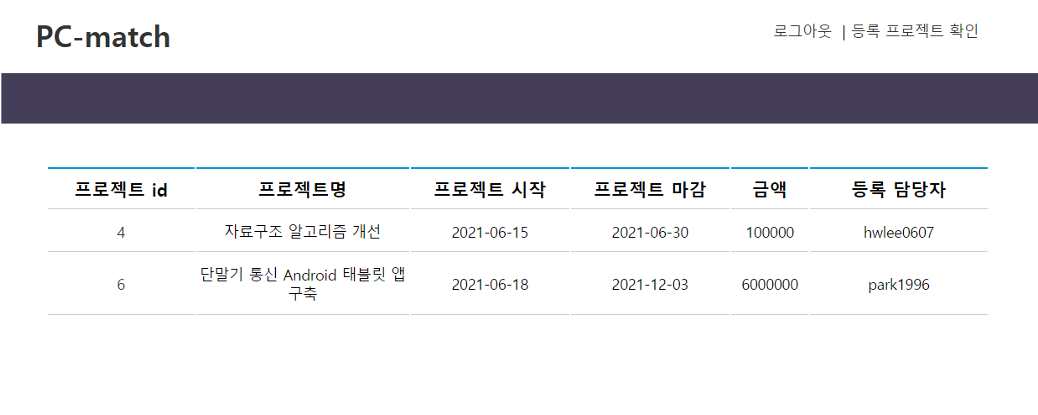 PC-match
로그아웃 | 등록 프로젝트 확인
프로젝트 id 프로젝트명 프로젝트 시작 프로젝트 마감 금액 등록 담당자
4 자료구조 알고리즘 개선 2021-06-15 2021-06-30 100000 hwlee0607
6 단말기 통신 Android 태블릿 앱 2021-06-18 2021-12-03 6000000 park1996
구축